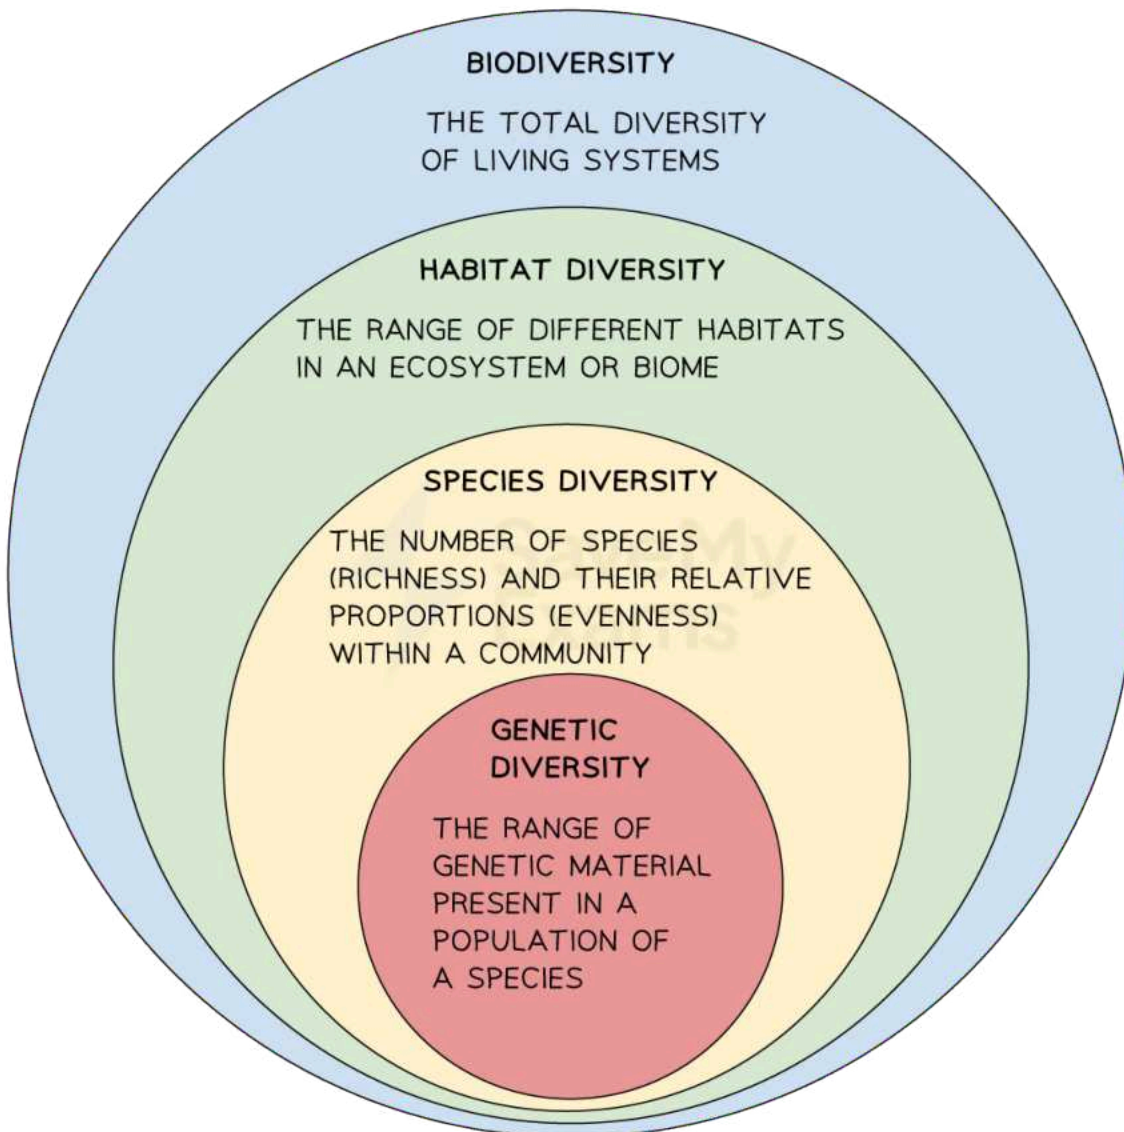 BIODIVERSITY
THE TOTAL DIVERSITY
OF LIVING SYSTEMS
HABITAT DIVERSITY
THE RANGE OF DIFFERENT HABITATS
IN AN ECOSYSTEM OR BIOME
SPECIES DIVERSITY
THE NUMBER OF SPECIES
(RICHNESS) AND THEIR RELATIVE
PROPORTIONS (EVENNESS)
WITHIN A COMMUNITY
SaveMy
Exams
GENETIC
DIVERSITY
THE RANGE OF
GENETIC MATERIAL
PRESENT IN A
POPULATION OF
A SPECIES